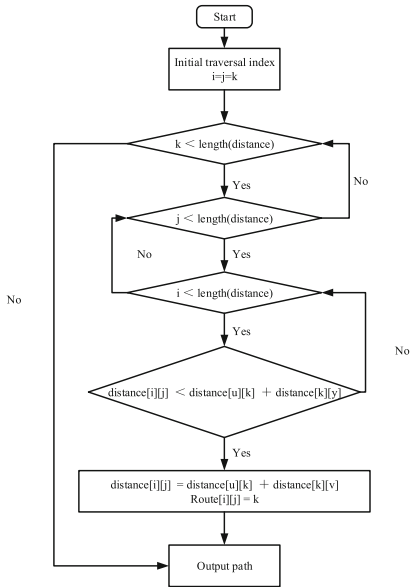 Start
Initial traversal index
i=j=k
k < length(distance)
Yes
No
j < length(distance)
No
Yes
i < length(distance)
No
Yes
No
distance[i][j] < distance[u][k] + distance[k][y]
Yes
distance[i][j] = distance[u][k] + distance[k][v]
Route[i][j] = k
Output path